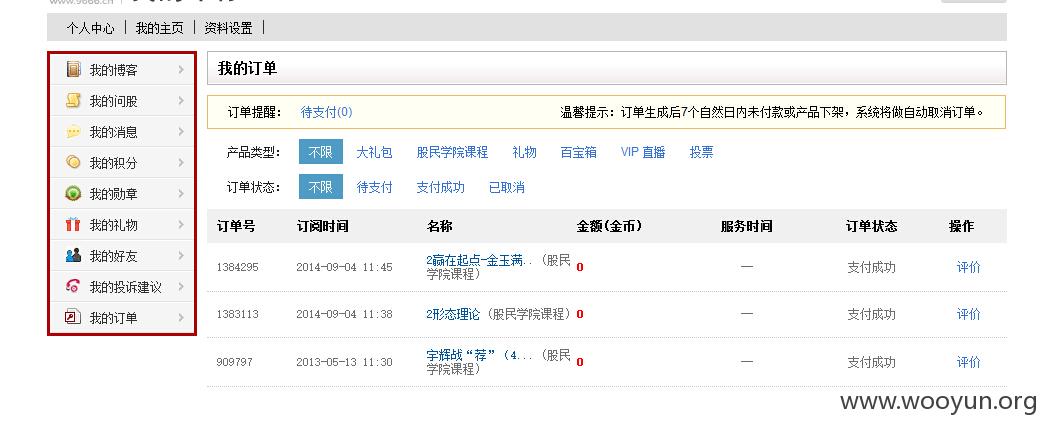 www.9666.cn
个人中心 | 我的主页 | 资料设置 |
我的博客
我的问股
我的消息
我的积分
我的勋章
我的礼物
我的好友
我的投诉建议
我的订单
我的订单
订单提醒： 待支付(0) 温馨提示：订单生成后7个自然日内未付款或产品下架，系统将做自动取消订单。
产品类型： 不限 大礼包 股民学院课程 礼物 百宝箱 VIP 直播 投票
订单状态： 不限 待支付 支付成功 已取消
订单号 订阅时间 名称 金额(金币) 服务时间 订单状态 操作
1384295 2014-09-04 11:45 2赢在起点-金玉满.. （股民学院课程） 0 — 支付成功 评价
1383113 2014-09-04 11:38 2形态理论（股民学院课程） 0 — 支付成功 评价
909797 2013-05-13 11:30 宇辉战“荐”（4... （股民学院课程） 0 — 支付成功 评价
www.wooyun.org